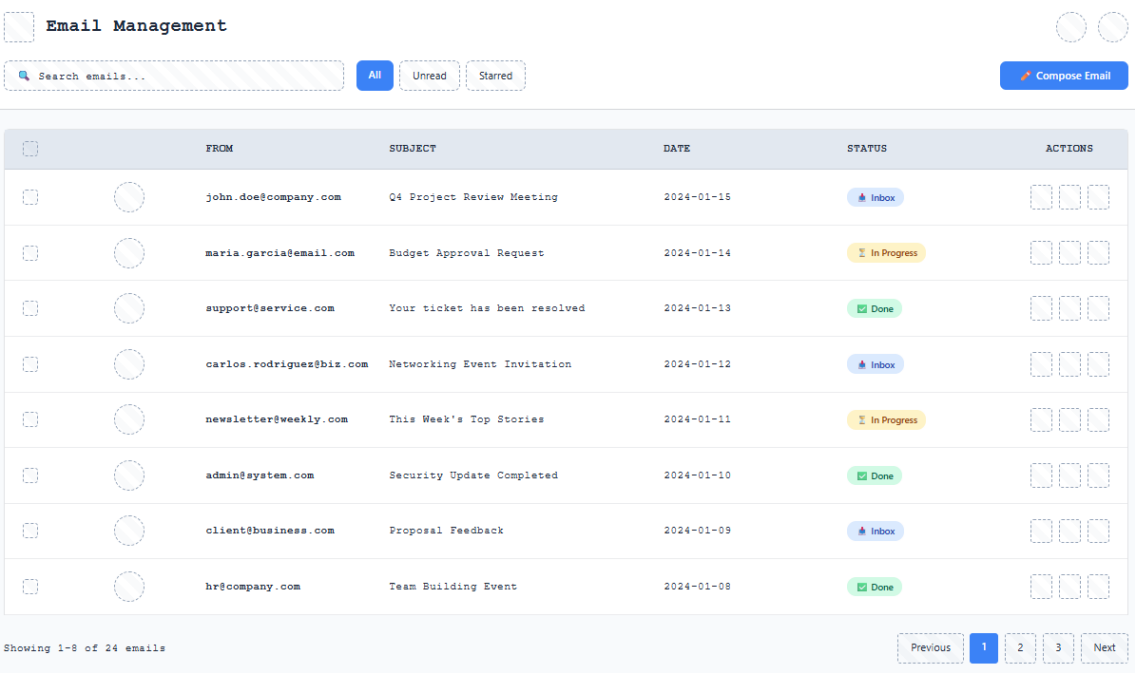 Email Management
Search emails...
All
Unread
Starred
Compose Email
FROM SUBJECT DATE STATUS ACTIONS
john.doe@company.com Q4 Project Review Meeting 2024-01-15 Inbox
maria.garcia@email.com Budget Approval Request 2024-01-14 In Progress
support@service.com Your ticket has been resolved 2024-01-13 Done
carlos.rodriguez@biz.com Networking Event Invitation 2024-01-12 Inbox
newsletter@weekly.com This Week's Top Stories 2024-01-11 In Progress
admin@system.com Security Update Completed 2024-01-10 Done
client@business.com Proposal Feedback 2024-01-09 Inbox
hr@company.com Team Building Event 2024-01-08 Done
Showing 1-8 of 24 emails
Previous 1 2 3 Next